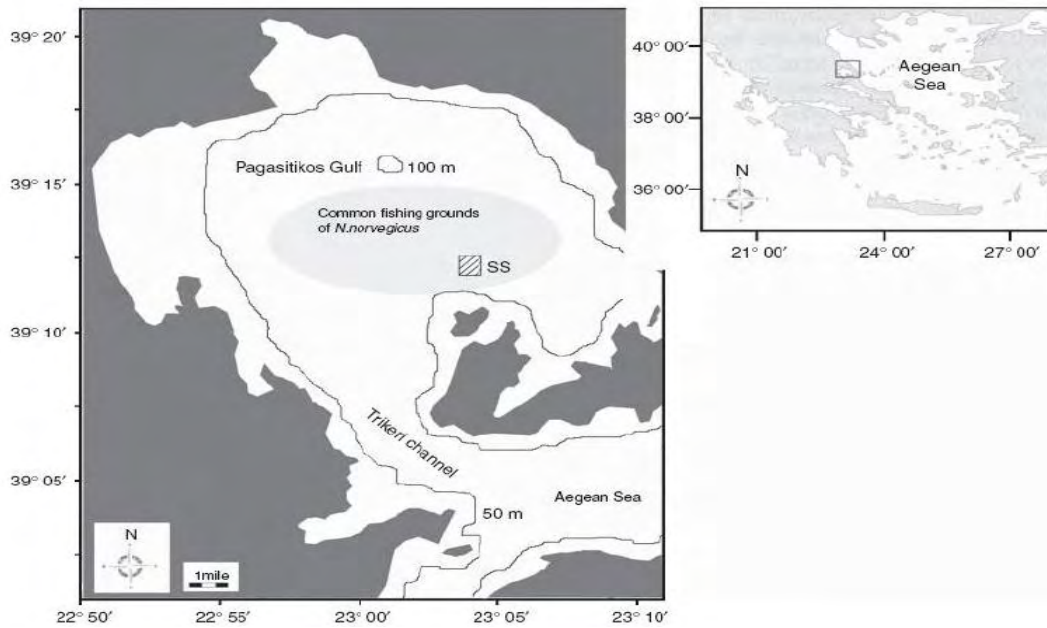 39° 20′
39° 15′
39° 10′
39° 05′
Pagasitikos Gulf
100 m
Common fishing grounds
of N.norvegicus
SS
Trikeri channel
Aegean Sea
50 m
N
1mile
22° 50′
22° 55′
23° 00′
23° 05′
23° 10′
40° 00′
38° 00′
36° 00′
Aegean
Sea
N
21° 00′
24° 00′
27° 00′